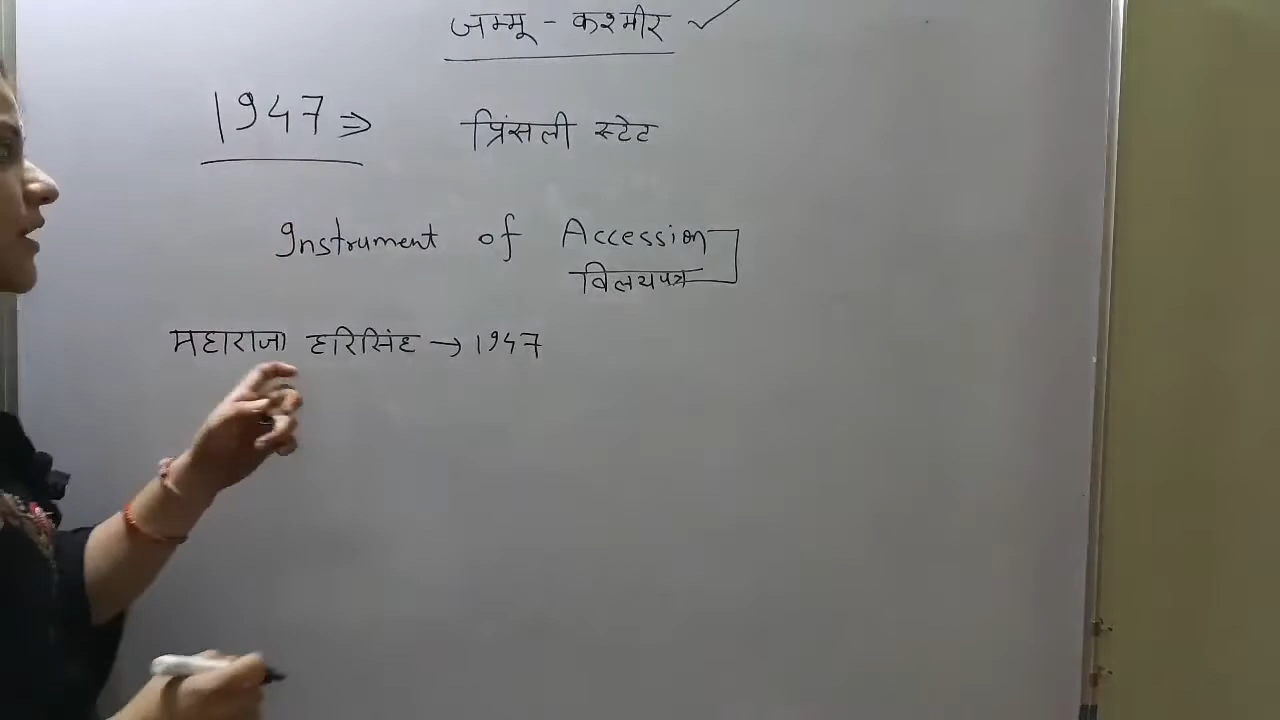 जम्मू - कश्मीर ✓
1947 ⇒ प्रिंसली स्टेट
Instrument of Accession
विलयपत्र
महाराजा हरिसिंह → 1947